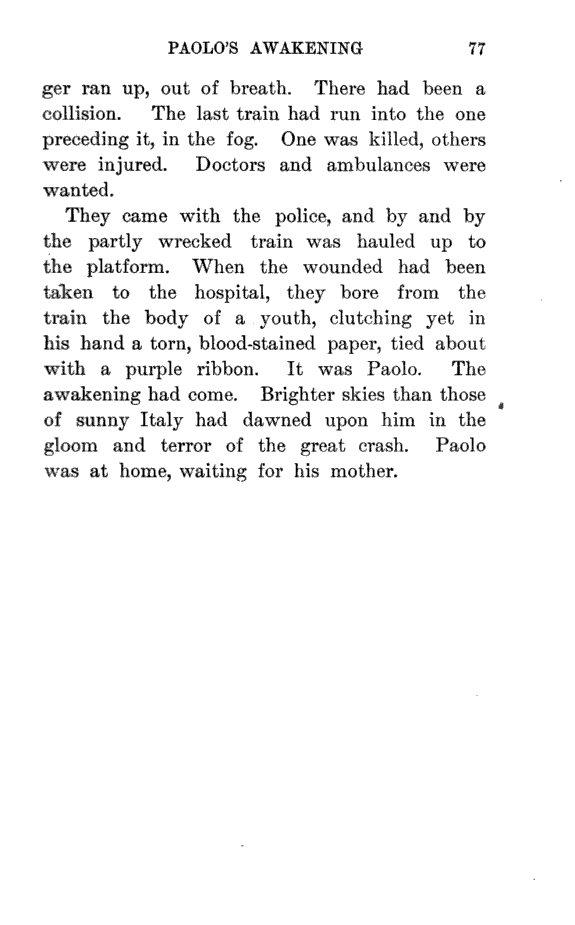 PAOLO'S AWAKENING 77
ger ran up, out of breath. There had been a
collision. The last train had run into the one
preceding it, in the fog. One was killed, others
were injured. Doctors and ambulances were
wanted.
They came with the police, and by and by
the partly wrecked train was hauled up to
the platform. When the wounded had been
taken to the hospital, they bore from the
train the body of a youth, clutching yet in
his hand a torn, blood-stained paper, tied about
with a purple ribbon. It was Paolo. The
awakening had come. Brighter skies than those
of sunny Italy had dawned upon him in the
gloom and terror of the great crash. Paolo
was at home, waiting for his mother.